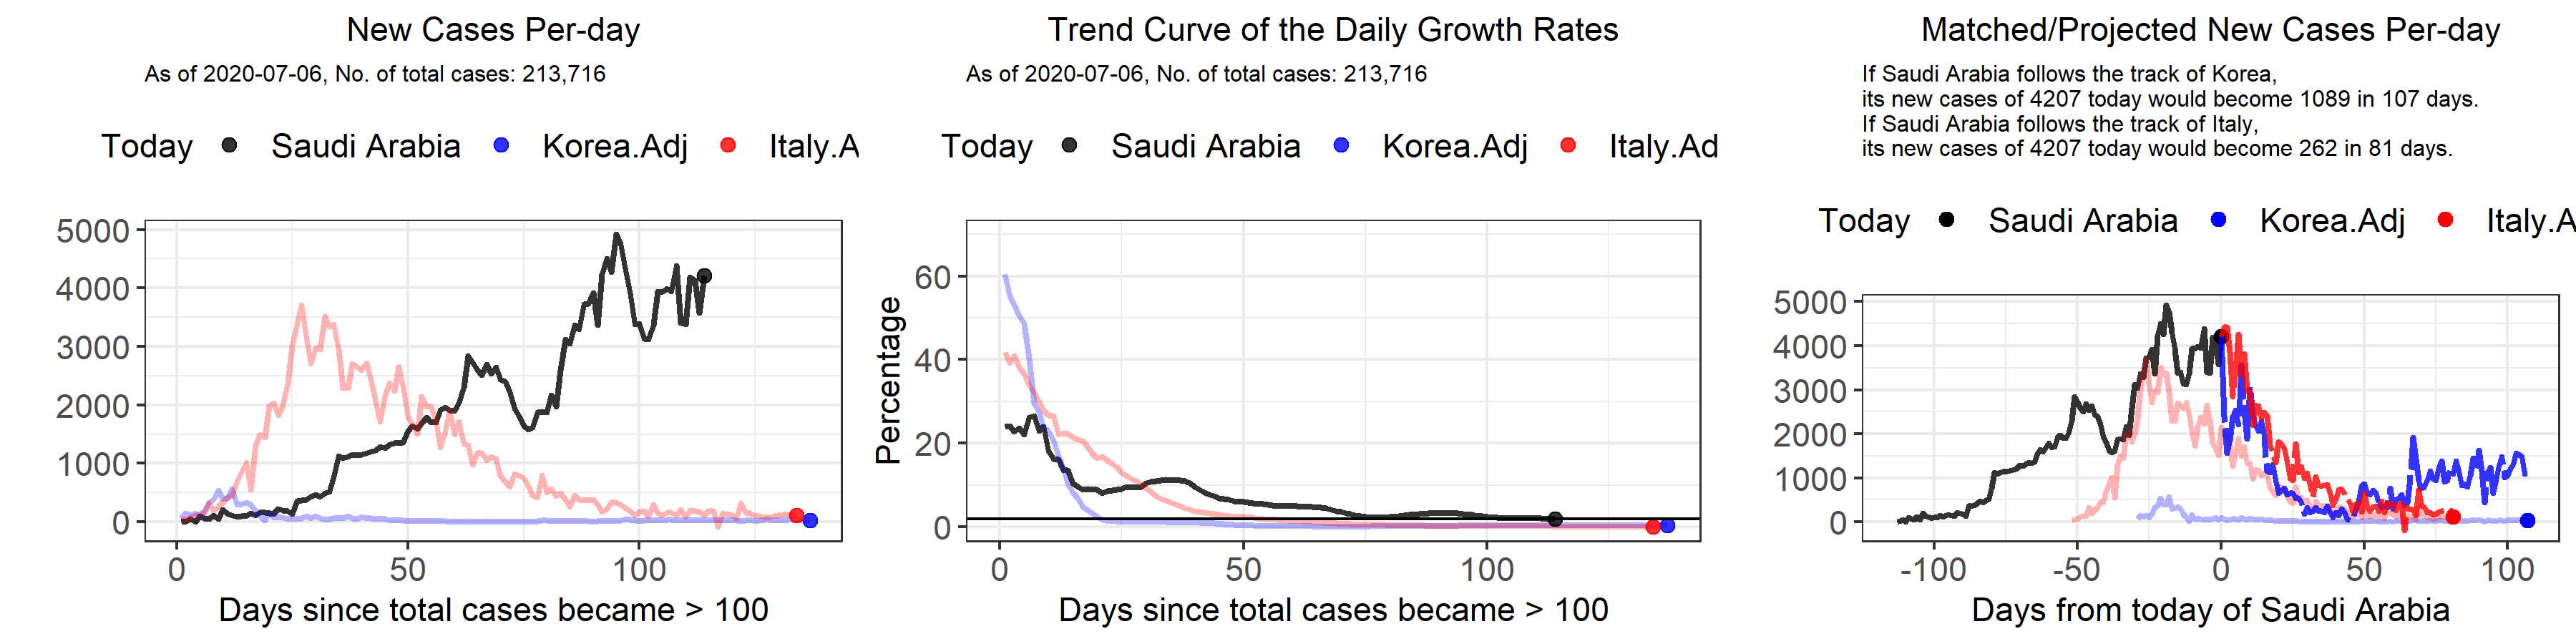 New Cases Per-day
As of 2020-07-06, No. of total cases: 213,716
Today Saudi Arabia Korea.Adj Italy.A
5000
4000
3000
2000
1000
0
0 50 100
Days since total cases became > 100
Trend Curve of the Daily Growth Rates
As of 2020-07-06, No. of total cases: 213,716
Today Saudi Arabia Korea.Adj Italy.Ad
Percentage
60
40
20
0
0 50 100
Days since total cases became > 100
Matched/Projected New Cases Per-day
If Saudi Arabia follows the track of Korea,
its new cases of 4207 today would become 1089 in 107 days.
If Saudi Arabia follows the track of Italy,
its new cases of 4207 today would become 262 in 81 days.
Today Saudi Arabia Korea.Adj Italy.A
5000
4000
3000
2000
1000
0
-100 -50 0 50 100
Days from today of Saudi Arabia